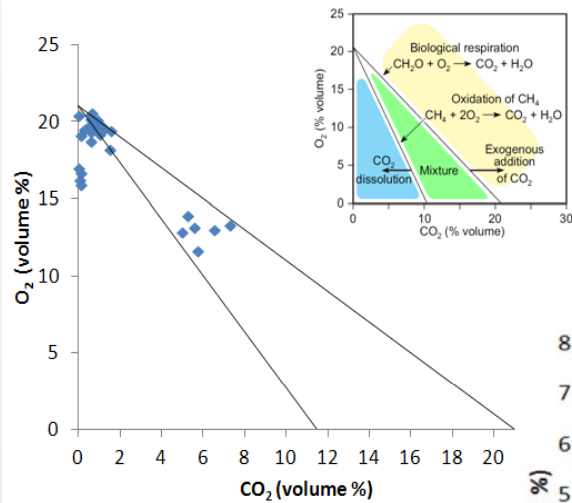 25
20
15
10
5
0
O₂ (volume %)
0 2 4 6 8 10 12 14 16 18 20
CO₂ (volume %)
25
20
15
10
5
0
O₂ (% volume)
Biological respiration
CH₂O + O₂ → CO₂ + H₂O
Oxidation of CH₄
CH₄ + 2O₂ → CO₂ + H₂O
Exogenous
addition
of CO₂
CO₂
dissolution
Mixture
0 10 20 30
CO₂ (% volume)
8
7
6
5
%)